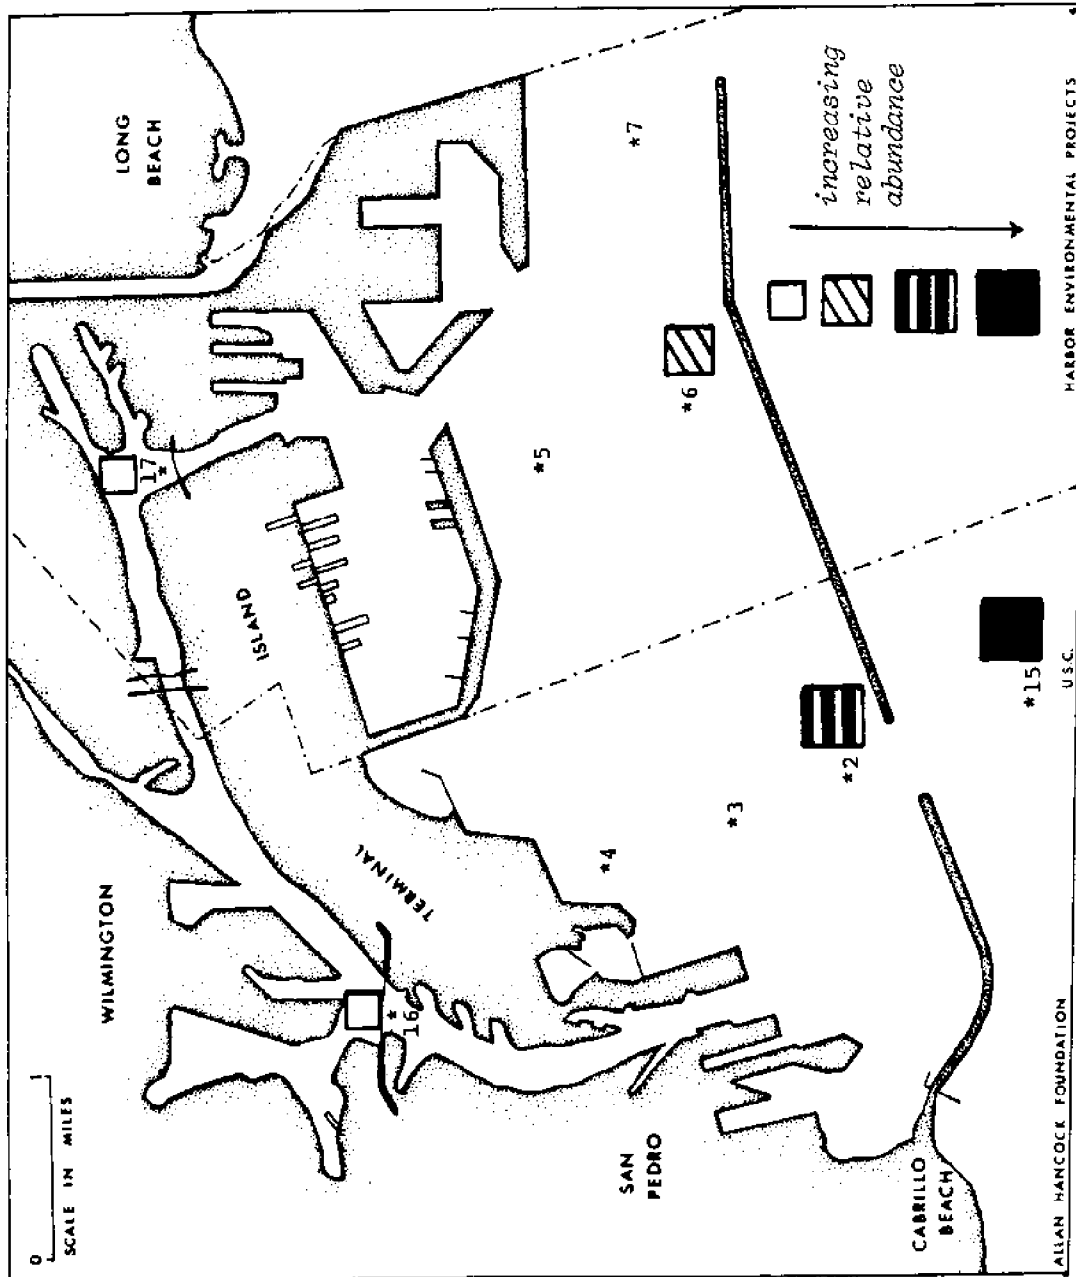 0 1
SCALE IN MILES
WILMINGTON
LONG
BEACH
17
*
*
16
TERMINAL
ISLAND
SAN
PEDRO
*4
*3
*5
*6
*7
*2
*15
CABRILLO
BEACH
increasing
relative
abundance
ALLAN HANCOCK FOUNDATION U.S.C. HARBOR ENVIRONMENTAL PROJECTS